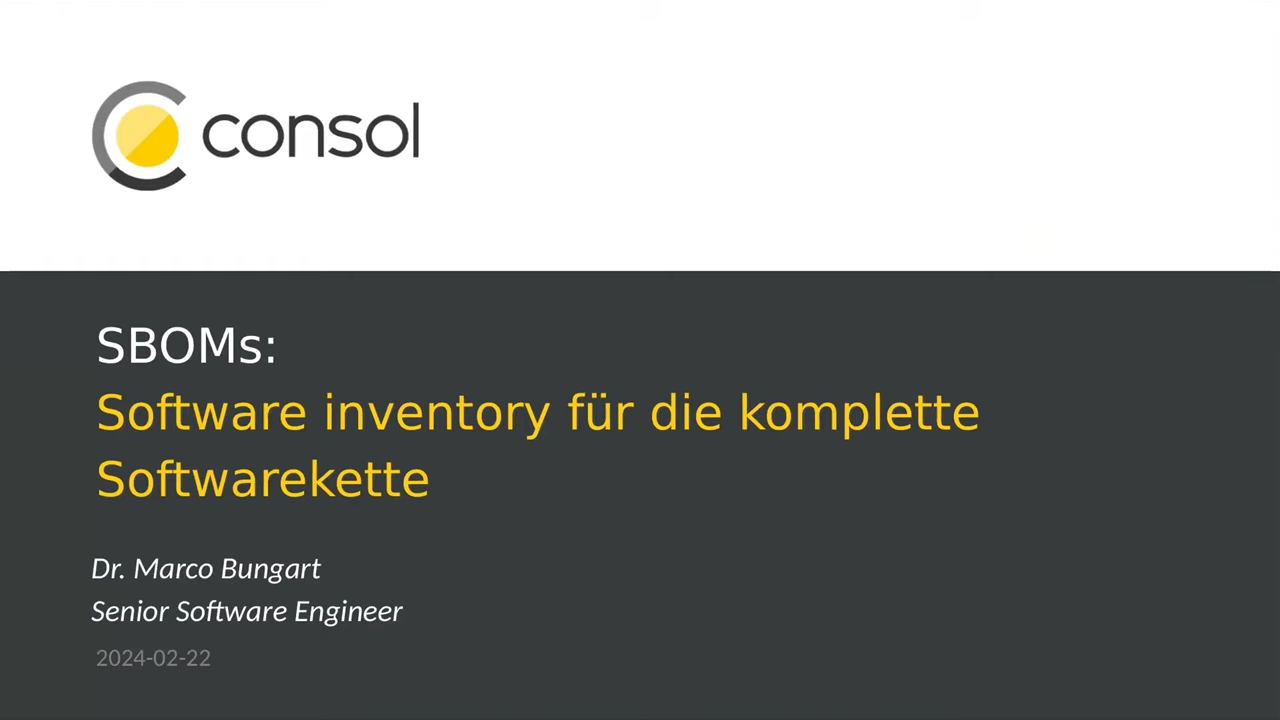 consol
SBOMs:
Software inventory für die komplette
Softwarekette
Dr. Marco Bungart
Senior Software Engineer
2024-02-22